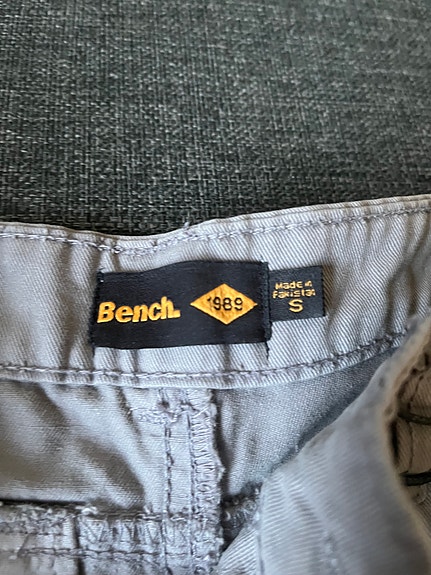 Bench.
1989
Made in
Pakistan
S